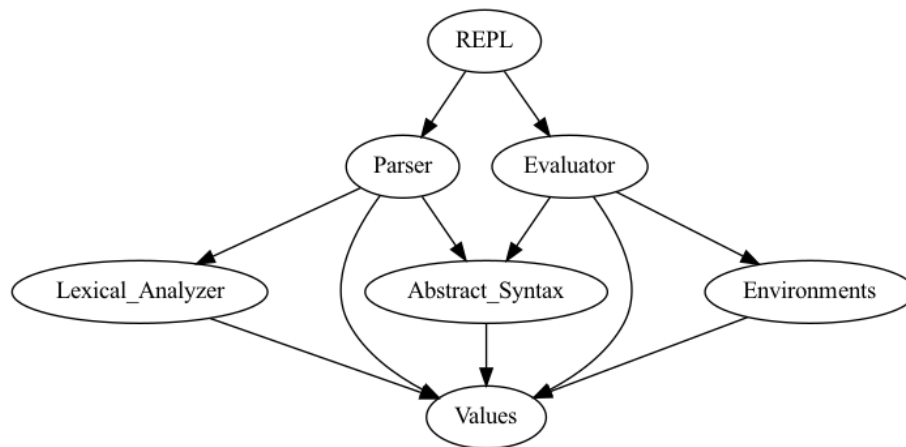 REPL
Parser
Evaluator
Lexical_Analyzer
Abstract_Syntax
Environments
Values